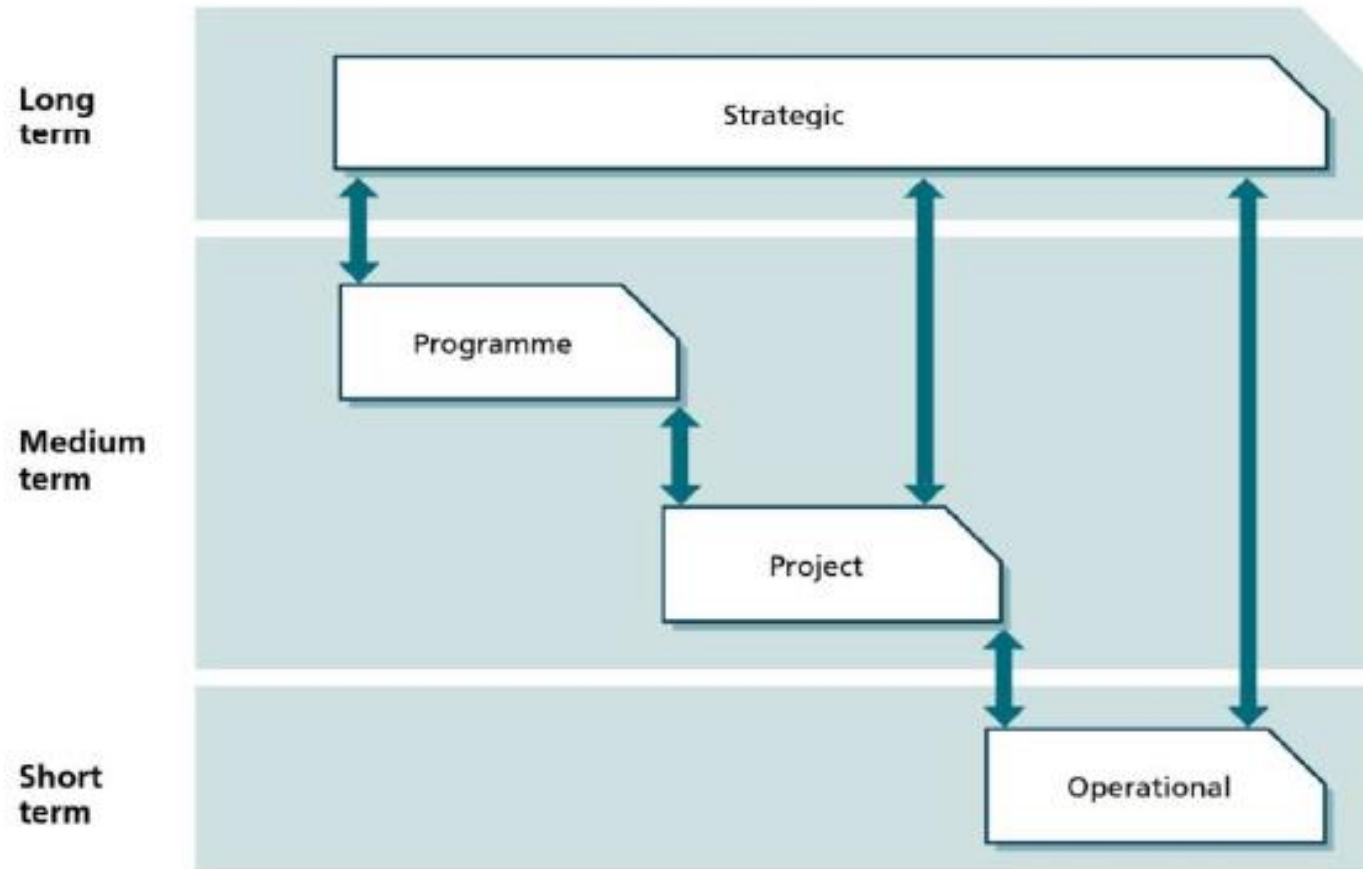 Long
term
Strategic
Programme
Medium
term
Project
Short
term
Operational